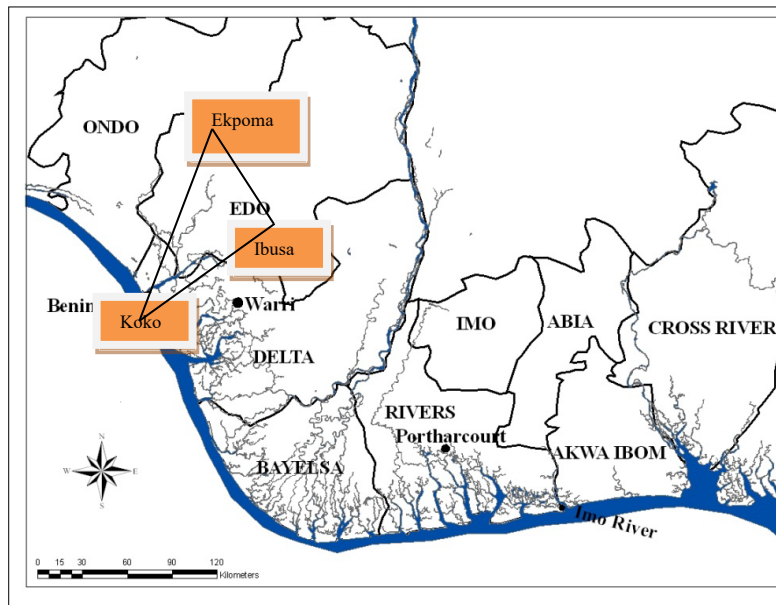 Ekpoma
ONDO
EDO
Ibusa
Benin
Koko
Warri
IMO
ABIA
CROSS RIVER
DELTA
RIVERS
Portharcourt
BAYELSA
AKWA IBOM
N
W E
S
Imo River
0 15 30 60 90 120
Kilometers